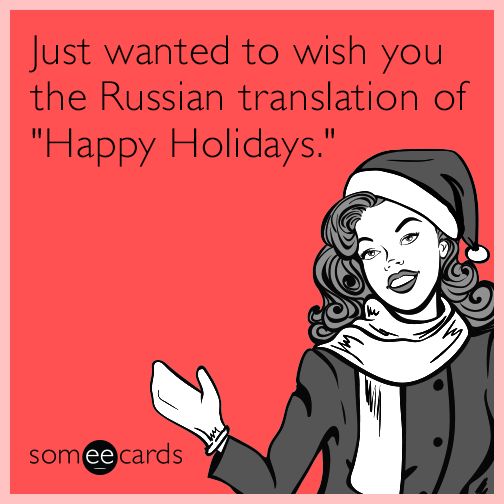 Just wanted to wish you
the Russian translation of
"Happy Holidays."
someecards